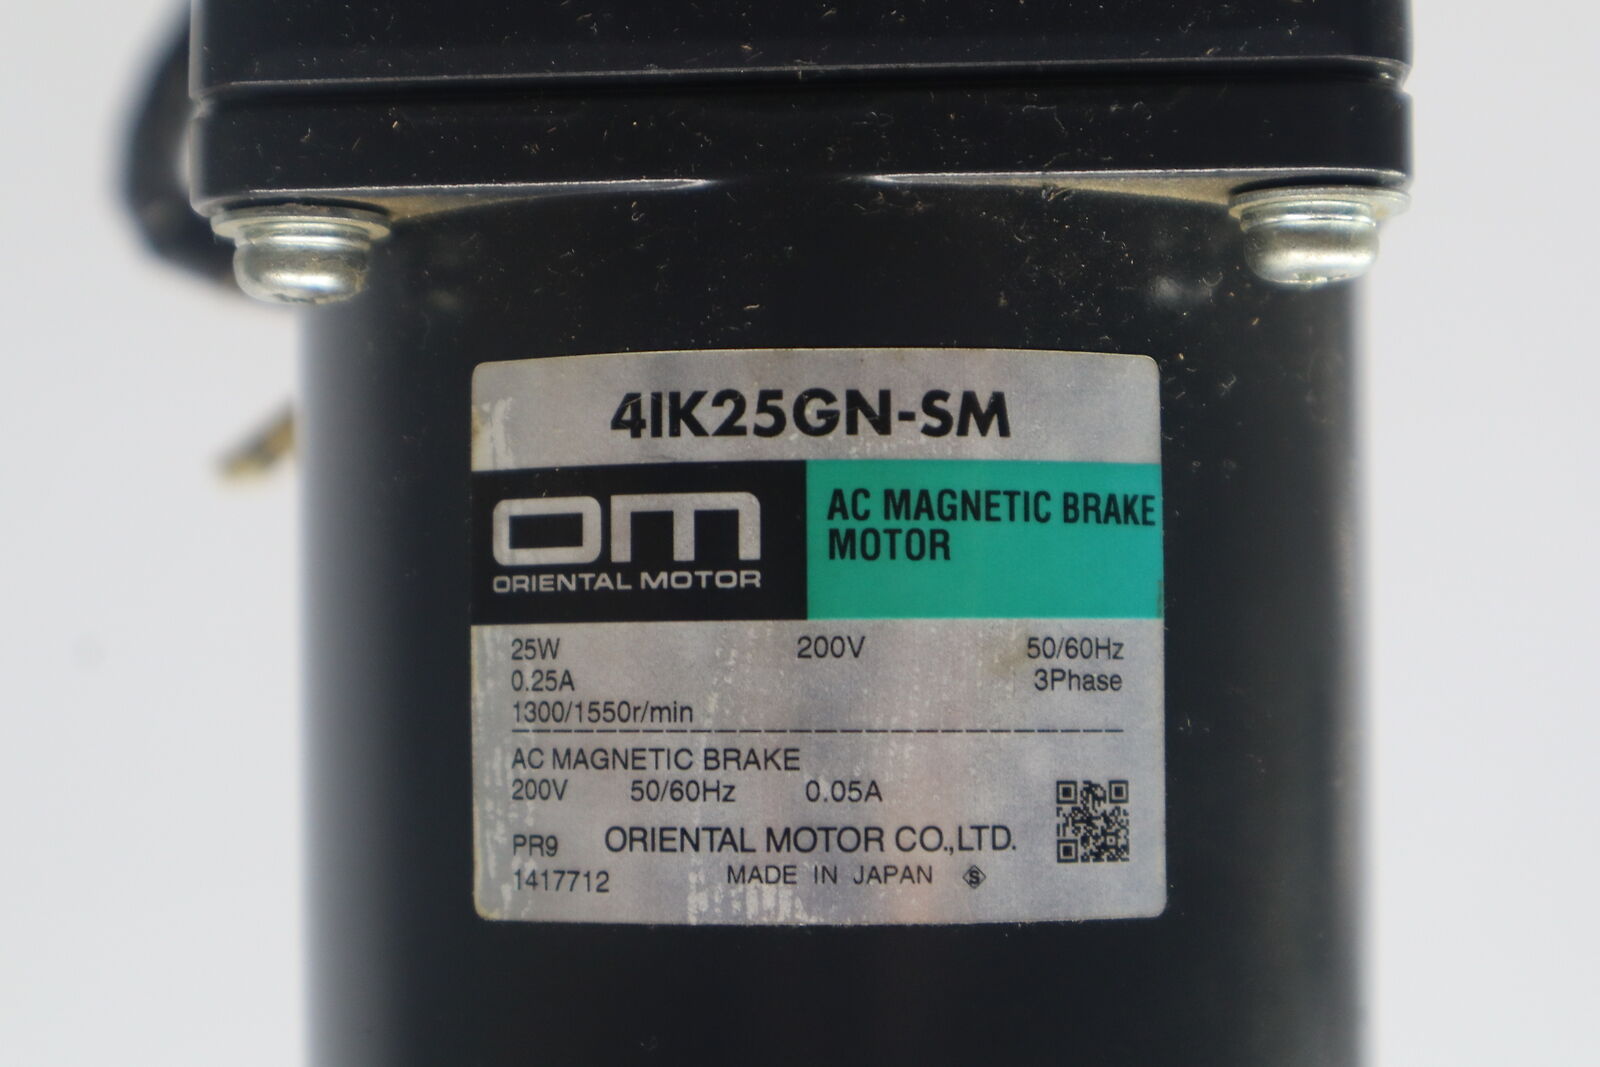 4IK25GN-SM
OM
ORIENTAL MOTOR
AC MAGNETIC BRAKE
MOTOR
25W 200V 50/60Hz
0.25A 3Phase
1300/1550r/min
AC MAGNETIC BRAKE
200V 50/60Hz 0.05A
PR9 ORIENTAL MOTOR CO.,LTD.
1417712 MADE IN JAPAN S